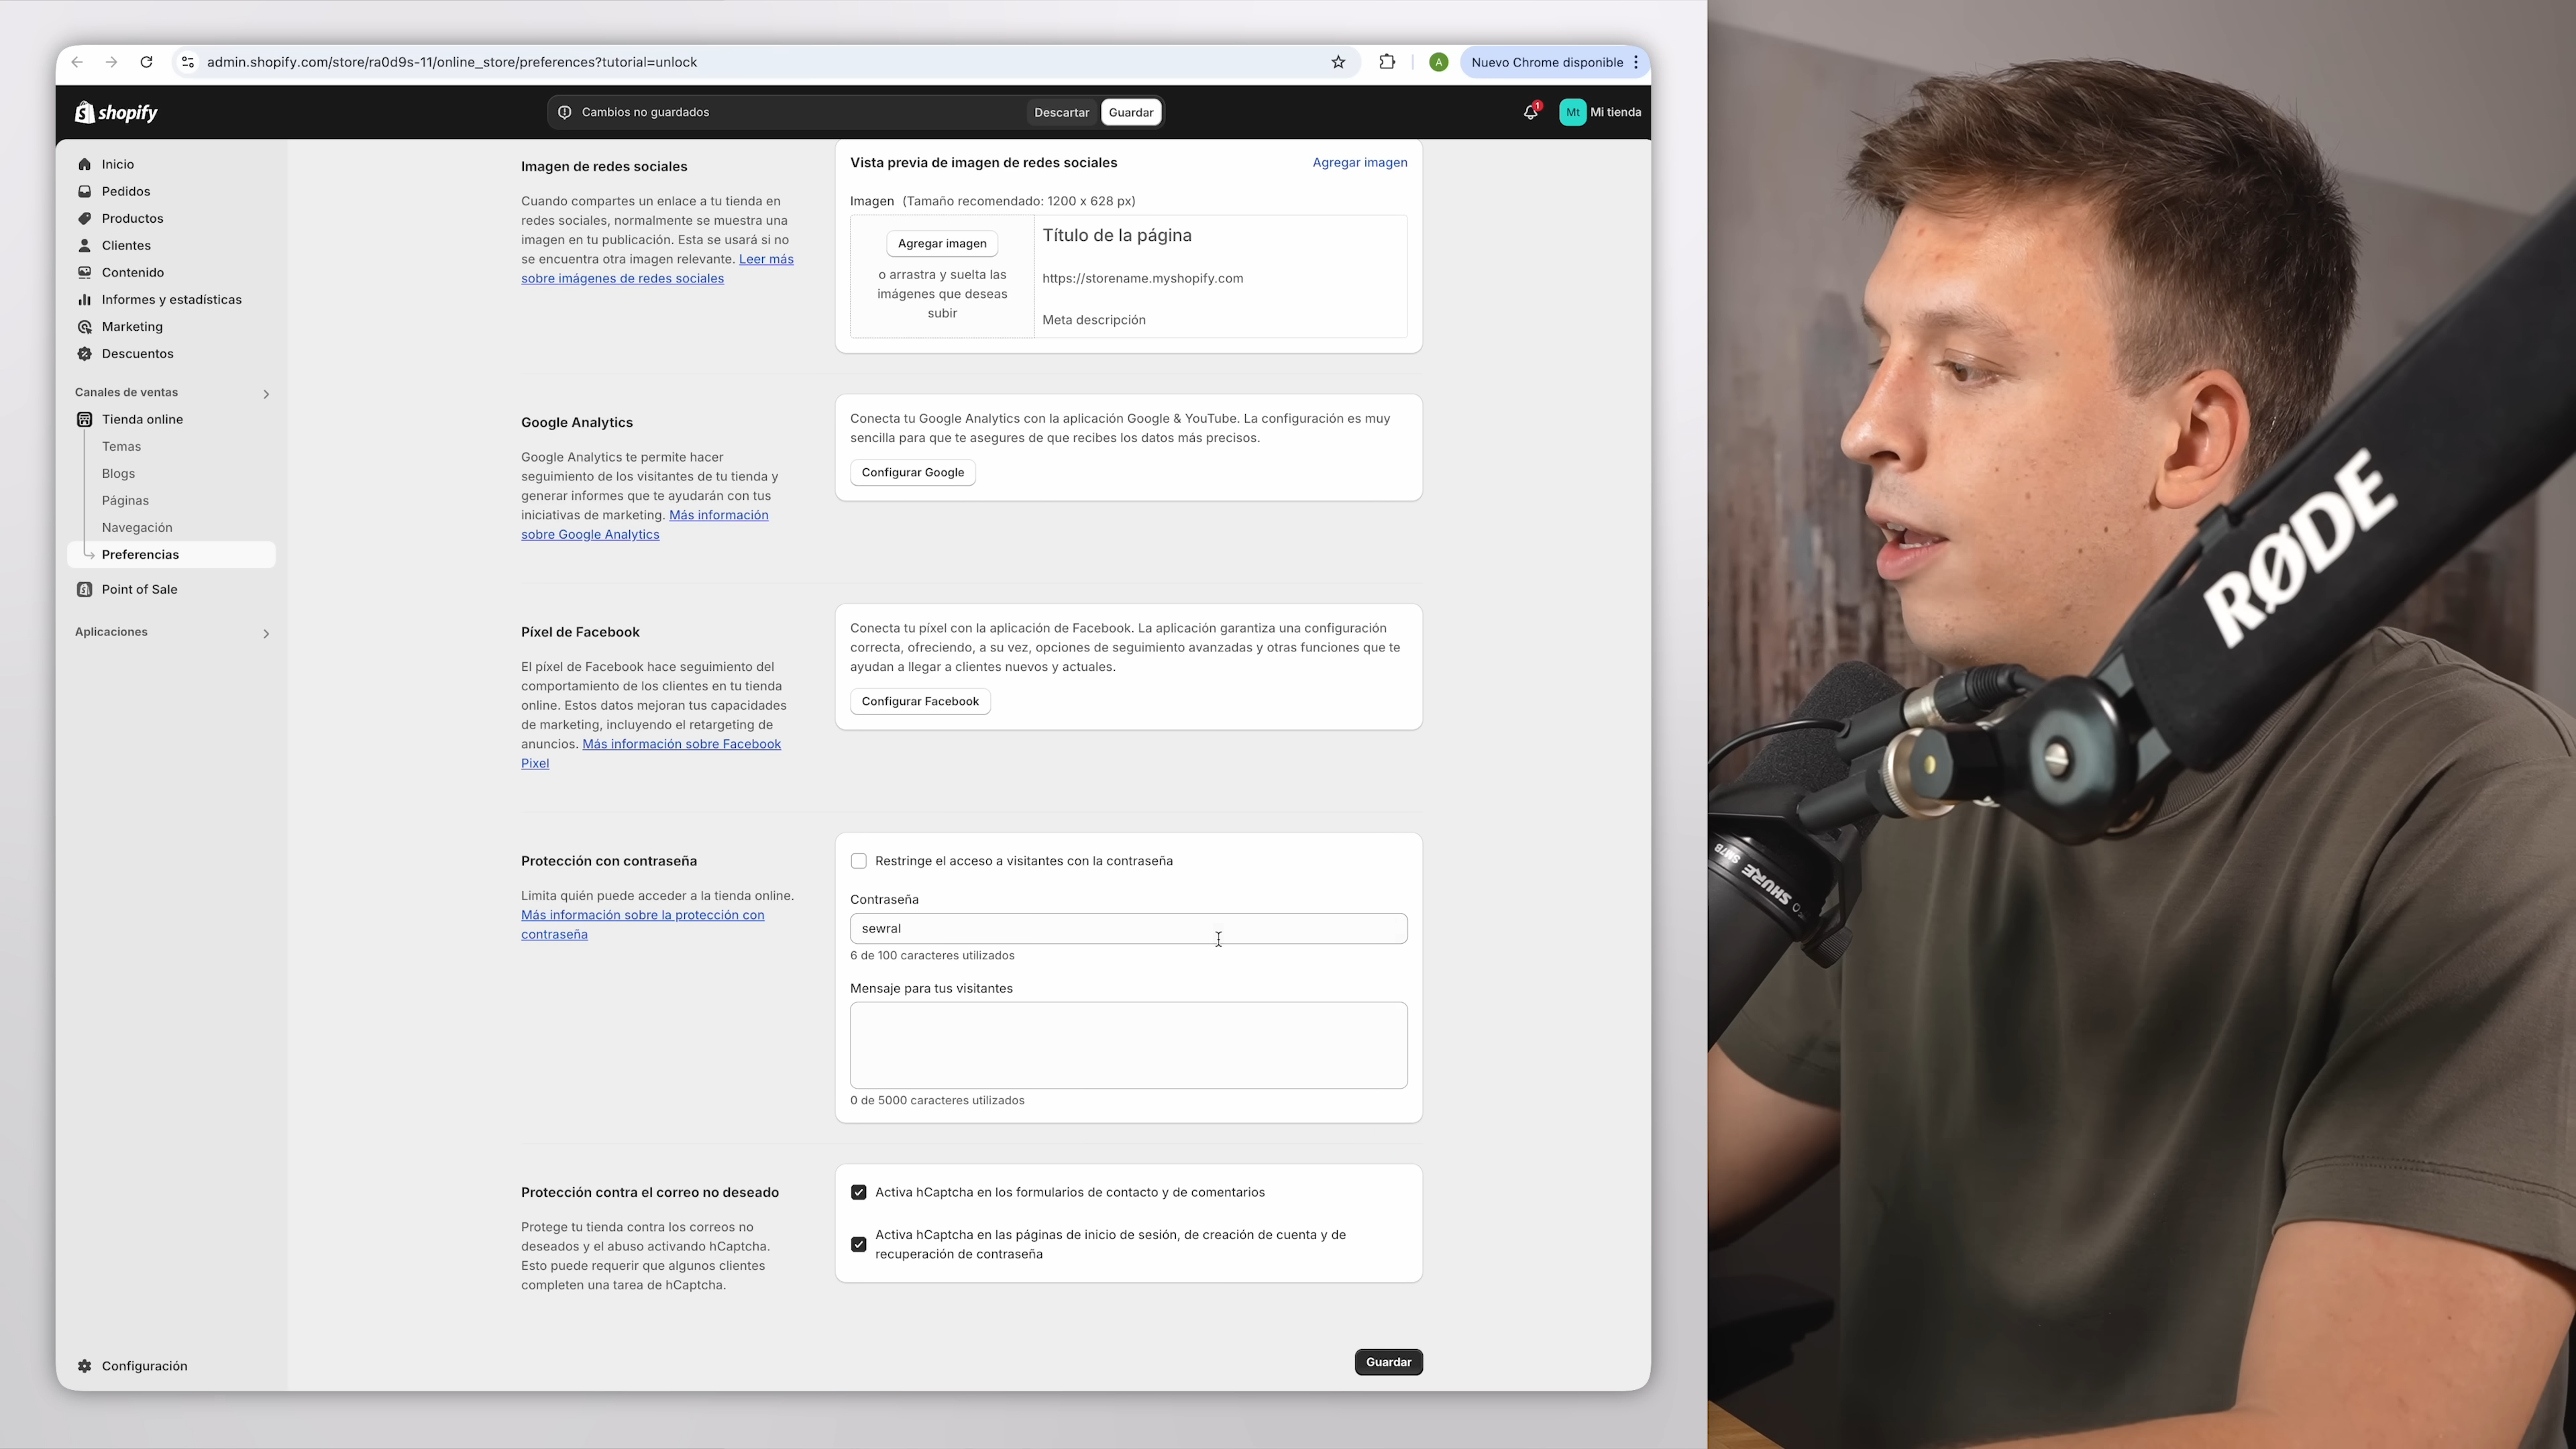 admin.shopify.com/store/ra0d9s-11/online_store/preferences?tutorial=unlock
A
Nuevo Chrome disponible
shopify
Cambios no guardados
Descartar
Guardar
1
Mt
Mi tienda
Inicio
Pedidos
Productos
Clientes
Contenido
Informes y estadísticas
Marketing
Descuentos
Canales de ventas
Tienda online
Temas
Blogs
Páginas
Navegación
Preferencias
Point of Sale
Aplicaciones
Configuración
Imagen de redes sociales
Cuando compartes un enlace a tu tienda en
redes sociales, normalmente se muestra una
imagen en tu publicación. Esta se usará si no
se encuentra otra imagen relevante. Leer más
sobre imágenes de redes sociales
Vista previa de imagen de redes sociales
Agregar imagen
Imagen (Tamaño recomendado: 1200 x 628 px)
Agregar imagen
o arrastra y suelta las
imágenes que deseas
subir
Título de la página
https://storename.myshopify.com
Meta descripción
Google Analytics
Google Analytics te permite hacer
seguimiento de los visitantes de tu tienda y
generar informes que te ayudarán con tus
iniciativas de marketing. Más información
sobre Google Analytics
Conecta tu Google Analytics con la aplicación Google & YouTube. La configuración es muy
sencilla para que te asegures de que recibes los datos más precisos.
Configurar Google
Píxel de Facebook
El píxel de Facebook hace seguimiento del
comportamiento de los clientes en tu tienda
online. Estos datos mejoran tus capacidades
de marketing, incluyendo el retargeting de
anuncios. Más información sobre Facebook
Pixel
Conecta tu píxel con la aplicación de Facebook. La aplicación garantiza una configuración
correcta, ofreciendo, a su vez, opciones de seguimiento avanzadas y otras funciones que te
ayudan a llegar a clientes nuevos y actuales.
Configurar Facebook
Protección con contraseña
Limita quién puede acceder a la tienda online.
Más información sobre la protección con
contraseña
Restringe el acceso a visitantes con la contraseña
Contraseña
sewral
6 de 100 caracteres utilizados
Mensaje para tus visitantes
0 de 5000 caracteres utilizados
Protección contra el correo no deseado
Protege tu tienda contra los correos no
deseados y el abuso activando hCaptcha.
Esto puede requerir que algunos clientes
completen una tarea de hCaptcha.
Activa hCaptcha en los formularios de contacto y de comentarios
Activa hCaptcha en las páginas de inicio de sesión, de creación de cuenta y de
recuperación de contraseña
Guardar
RØDE
SHURE SM7B